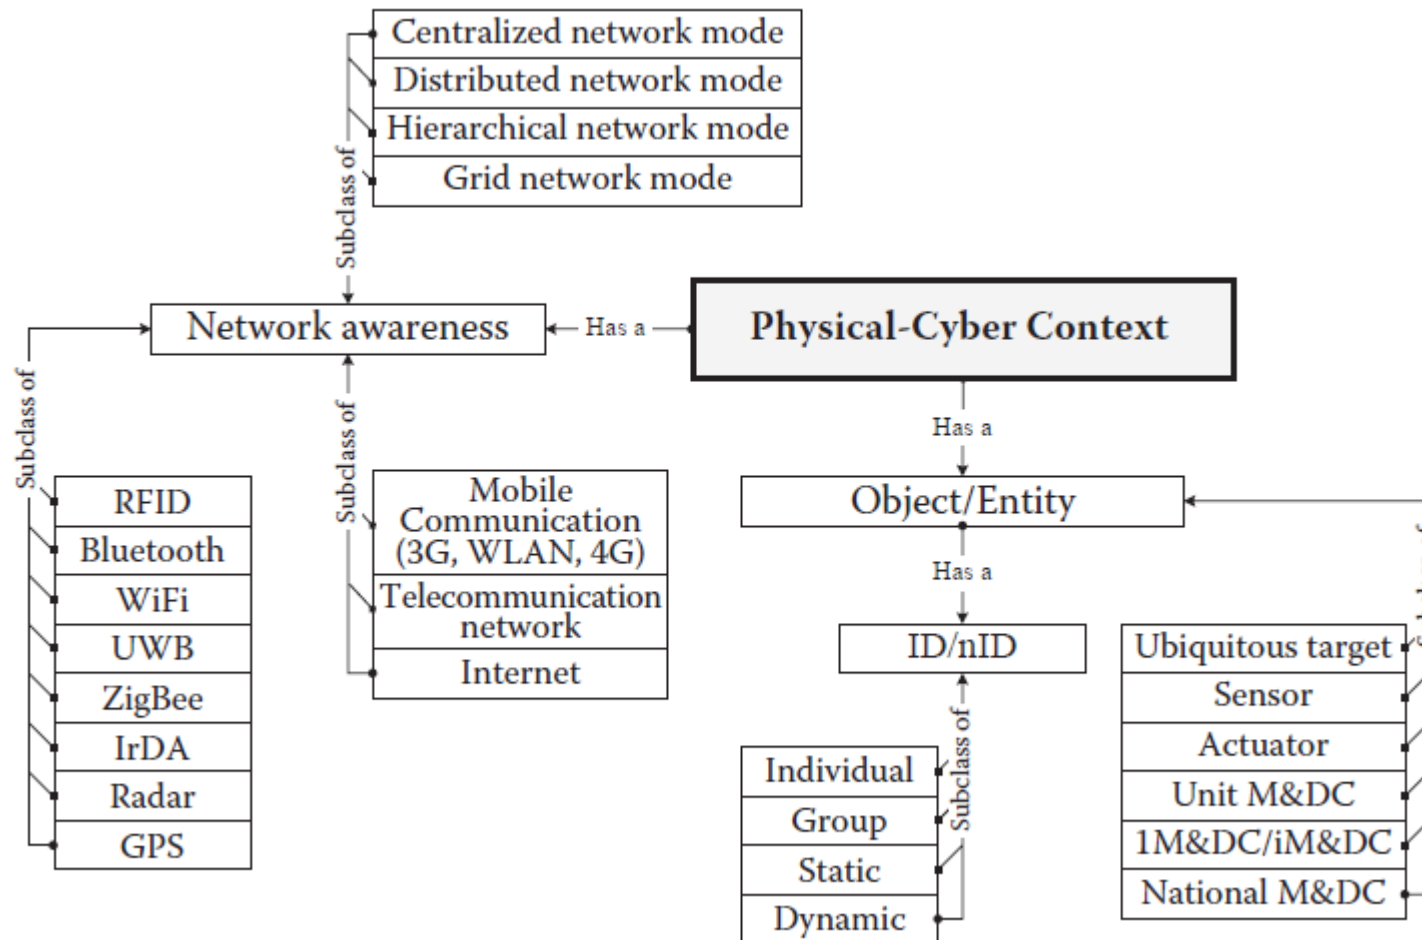 Centralized network mode
Distributed network mode
Hierarchical network mode
Grid network mode
Subclass of
Network awareness
Has a
Physical-Cyber Context
Subclass of
RFID
Bluetooth
WiFi
UWB
ZigBee
IrDA
Radar
GPS
Subclass of
Mobile
Communication
(3G, WLAN, 4G)
Telecommunication
network
Internet
Has a
Object/Entity
Has a
ID/nID
Subclass of
Individual
Group
Static
Dynamic
Ubiquitous target
Sensor
Actuator
Unit M&DC
1M&DC/iM&DC
National M&DC